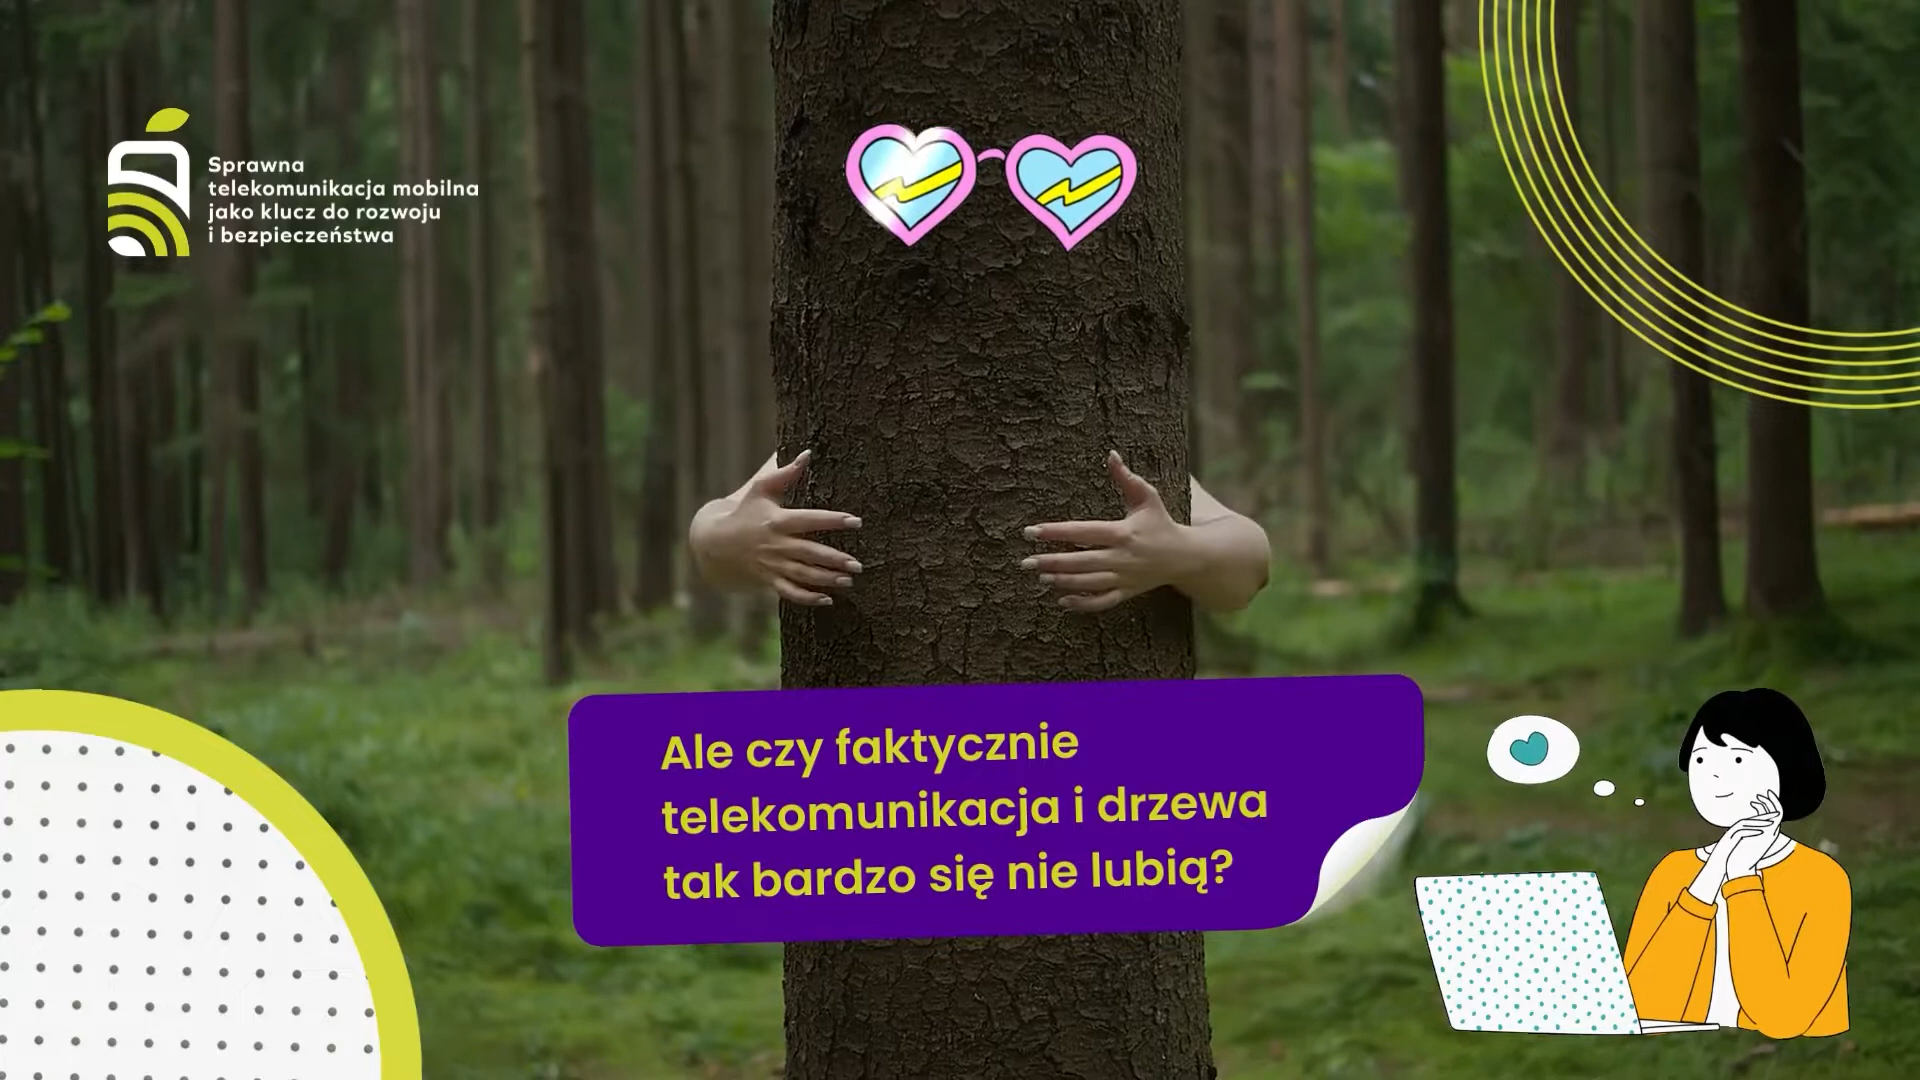 Sprawna
telekomunikacja mobilna
jako klucz do rozwoju
i bezpieczeństwa
Ale czy faktycznie
telekomunikacja i drzewa
tak bardzo się nie lubią?